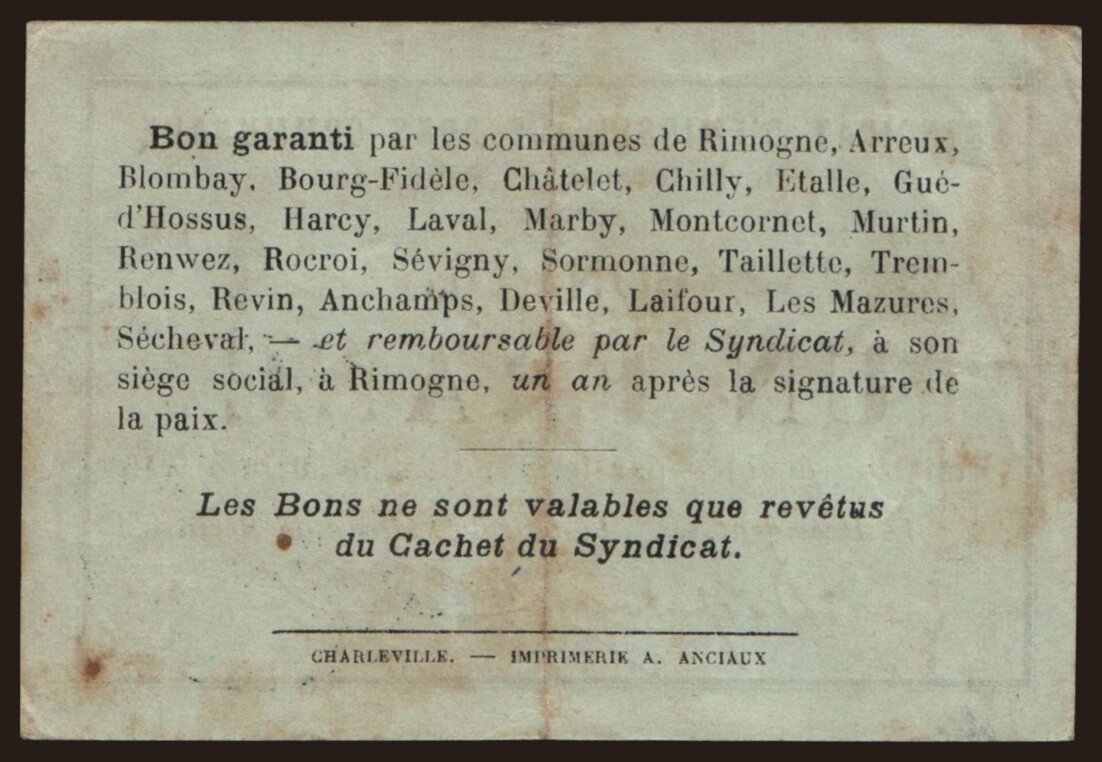 Bon garanti par les communes de Rimogne, Arreux,
Blombay, Bourg-Fidèle, Châtelet, Chilly, Etalle, Gué-
d'Hossus, Harcy, Laval, Marby, Montcornet, Murtin,
Renwez, Rocroi, Sévigny, Sormonne, Taillette, Trem-
blois, Revin, Anchamps, Deville, Laifour, Les Mazures,
Sécheval, — et remboursable par le Syndicat, à son
siège social, à Rimogne, un an après la signature de
la paix.
Les Bons ne sont valables que revêtus
du Cachet du Syndicat.
CHARLEVILLE. — IMPRIMERIE A. ANCIAUX